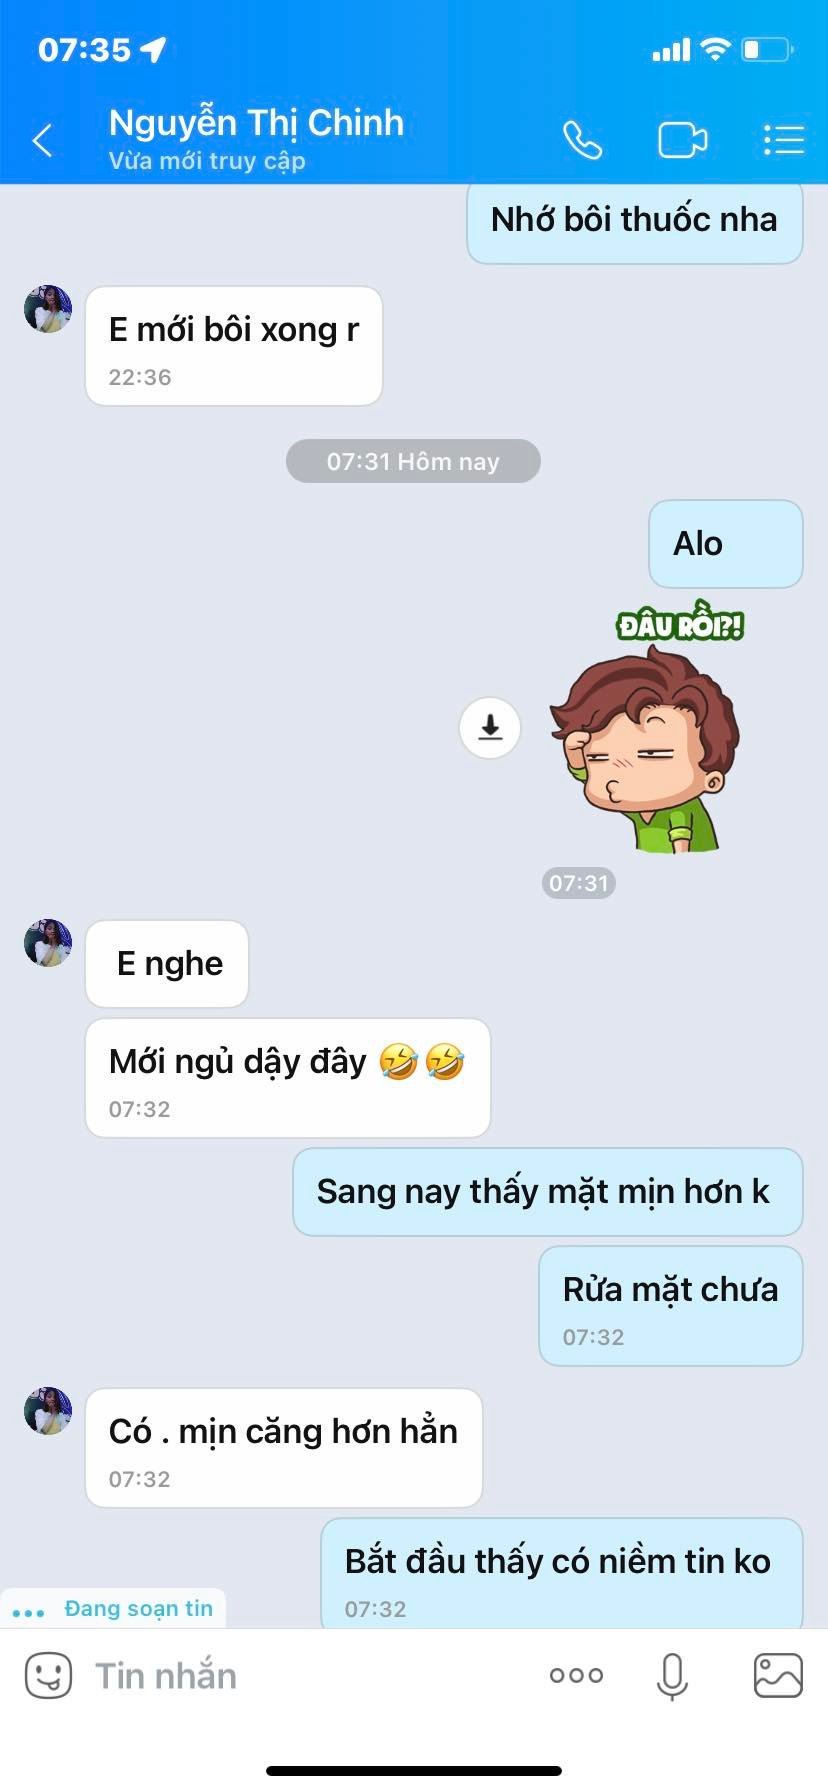 07:35
Nguyễn Thị Chinh
Vừa mới truy cập
Nhớ bôi thuốc nha
E mới bôi xong r
22:36
07:31 Hôm nay
Alo
ĐÂU RỒI?!
07:31
E nghe
Mới ngủ dậy đây 🤣🤣
07:32
Sang nay thấy mặt mịn hơn k
Rửa mặt chưa
07:32
Có . mịn căng hơn hẳn
07:32
Bắt đầu thấy có niềm tin ko
07:32
Đang soạn tin
Tin nhắn